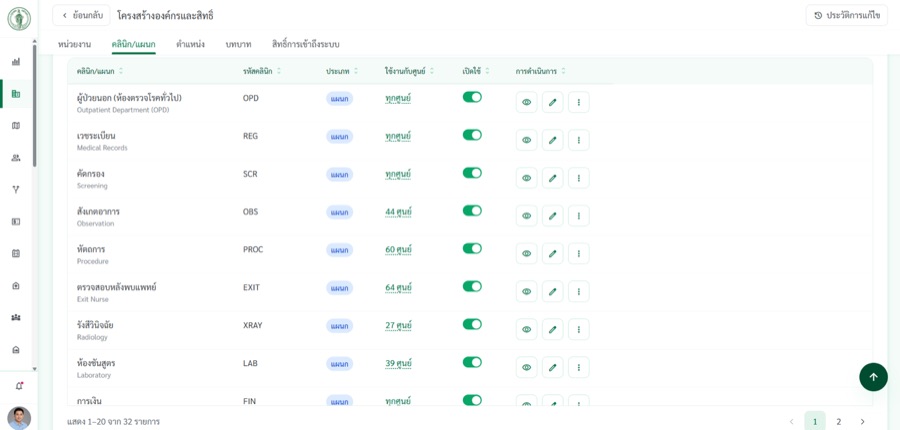 ย้อนกลับ
โครงสร้างองค์กรและสิทธิ์
ประวัติการแก้ไข
หน่วยงาน
คลินิก/แผนก
ตำแหน่ง
บทบาท
สิทธิ์การเข้าถึงระบบ
คลินิก/แผนก รหัสคลินิก ประเภท ใช้งานกับศูนย์ เปิดใช้ การดำเนินการ
ผู้ป่วยนอก (ห้องตรวจโรคทั่วไป) OPD แผนก ทุกศูนย์
Outpatient Department (OPD)
เวชระเบียน REG แผนก ทุกศูนย์
Medical Records
คัดกรอง SCR แผนก ทุกศูนย์
Screening
สังเกตอาการ OBS แผนก 44 ศูนย์
Observation
หัตถการ PROC แผนก 60 ศูนย์
Procedure
ตรวจสอบหลังพบแพทย์ EXIT แผนก 64 ศูนย์
Exit Nurse
รังสีวินิจฉัย XRAY แผนก 27 ศูนย์
Radiology
ห้องชันสูตร LAB แผนก 39 ศูนย์
Laboratory
การเงิน FIN แผนก ทุกศูนย์
แสดง 1–20 จาก 32 รายการ
1 2